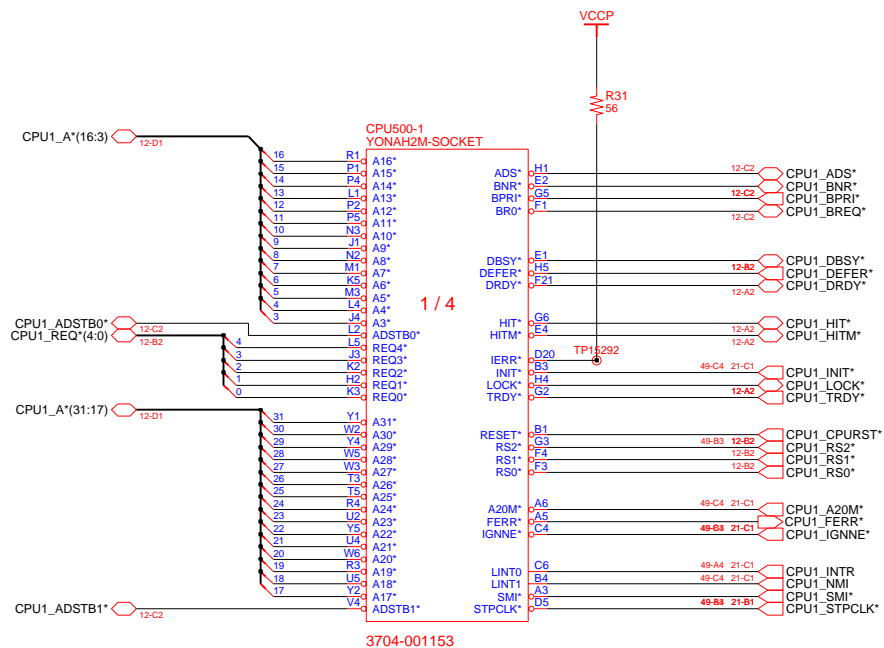 VCCP
R31
56
CPU500-1
YONAH2M-SOCKET
1 / 4
CPU1_A*(16:3) 12-D1
16 R1 A16*
15 P1 A15*
14 P4 A14*
13 L1 A13*
12 P2 A12*
11 P5 A11*
10 N3 A10*
9 J1 A9*
8 N2 A8*
7 M1 A7*
6 K5 A6*
5 M3 A5*
4 L4 A4*
3 J4 A3*
CPU1_ADSTB0* 12-C2 L2 ADSTB0*
CPU1_REQ*(4:0) 12-B2
4 L5 REQ4*
3 J3 REQ3*
2 K2 REQ2*
1 H2 REQ1*
0 K3 REQ0*
CPU1_A*(31:17) 12-D1
31 Y1 A31*
30 W2 A30*
29 Y4 A29*
28 W5 A28*
27 W3 A27*
26 T3 A26*
25 T5 A25*
24 R4 A24*
23 U2 A23*
22 Y5 A22*
21 U4 A21*
20 W6 A20*
19 R3 A19*
18 U5 A18*
17 Y2 A17*
CPU1_ADSTB1* 12-C2 V4 ADSTB1*
ADS* H1 12-C2 CPU1_ADS*
BNR* E2 CPU1_BNR*
BPRI* G5 12-C2 CPU1_BPRI*
BR0* F1 12-C2 CPU1_BREQ*
DBSY* E1 CPU1_DBSY*
DEFER* H5 CPU1_DEFER*
DRDY* F21 12-A2 CPU1_DRDY*
HIT* G6 CPU1_HIT*
HITM* E4 12-A2 CPU1_HITM*
12-A2
IERR* D20 TP15292
INIT* B3 49-C4 21-C1 CPU1_INIT*
LOCK* H4 CPU1_LOCK*
TRDY* G2 12-A2 CPU1_TRDY*
RESET* B1 CPU1_CPURST*
RS2* G3 49-B3 12-B2 CPU1_RS2*
RS1* F4 12-B2 CPU1_RS1*
RS0* F3 12-B2 CPU1_RS0*
A20M* A6 49-C4 21-C1 CPU1_A20M*
FERR* A5 CPU1_FERR*
IGNNE* C4 21-C1 CPU1_IGNNE*
LINT0 C6 49-A4 21-C1 CPU1_INTR
LINT1 B4 49-C4 21-C1 CPU1_NMI
SMI* A3 CPU1_SMI*
STPCLK* D5 21-B1 CPU1_STPCLK*
3704-001153